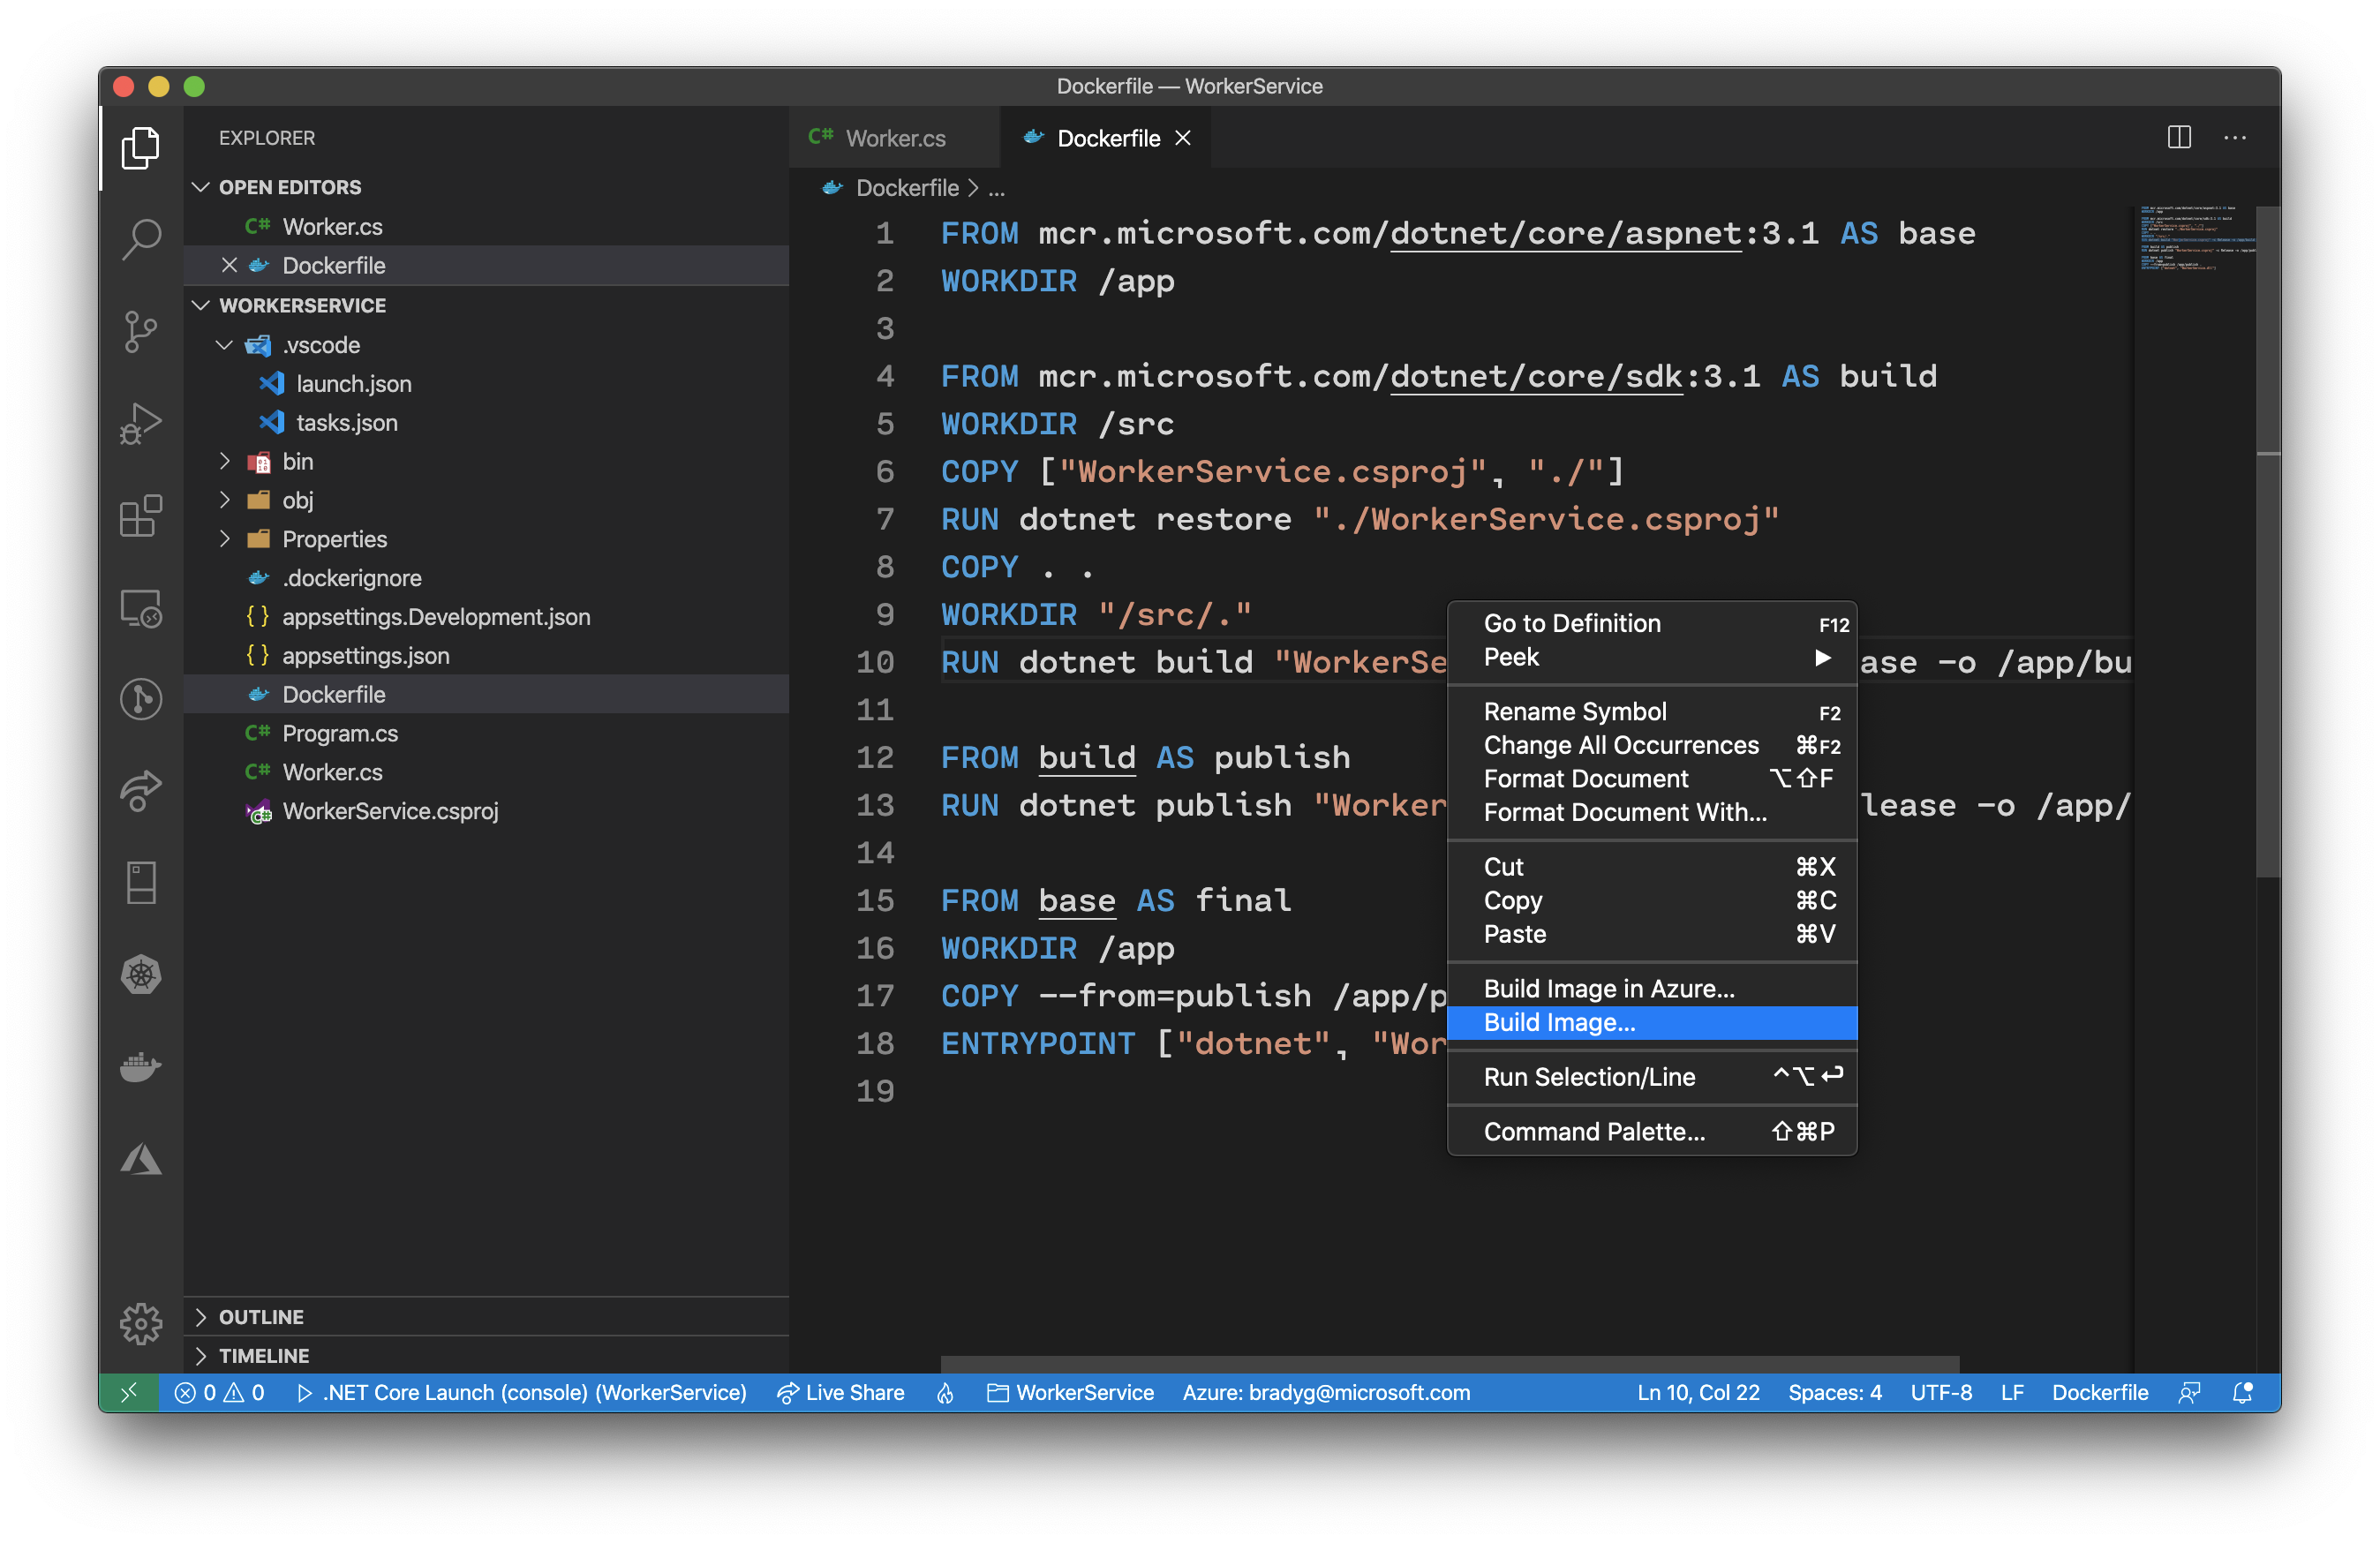 Dockerfile — WorkerService
EXPLORER
OPEN EDITORS
C# Worker.cs
Dockerfile
WORKERSERVICE
.vscode
launch.json
tasks.json
bin
obj
Properties
.dockerignore
{ } appsettings.Development.json
{ } appsettings.json
Dockerfile
C# Program.cs
C# Worker.cs
WorkerService.csproj
OUTLINE
TIMELINE
C# Worker.cs
Dockerfile
Dockerfile > ...
1 FROM mcr.microsoft.com/dotnet/core/aspnet:3.1 AS base
2 WORKDIR /app
3
4 FROM mcr.microsoft.com/dotnet/core/sdk:3.1 AS build
5 WORKDIR /src
6 COPY ["WorkerService.csproj", "./"]
7 RUN dotnet restore "./WorkerService.csproj"
8 COPY . .
9 WORKDIR "/src/."
10 RUN dotnet build "WorkerSe ase -o /app/bu
11
12 FROM build AS publish
13 RUN dotnet publish "Worker lease -o /app/
14
15 FROM base AS final
16 WORKDIR /app
17 COPY --from=publish /app/p
18 ENTRYPOINT ["dotnet", "Wor
19
Go to Definition F12
Peek ▶
Rename Symbol F2
Change All Occurrences ⌘F2
Format Document ⌥⇧F
Format Document With...
Cut ⌘X
Copy ⌘C
Paste ⌘V
Build Image in Azure...
Build Image...
Run Selection/Line ^⌥↩
Command Palette... ⇧⌘P
0 0 .NET Core Launch (console) (WorkerService) Live Share WorkerService Azure: bradyg@microsoft.com Ln 10, Col 22 Spaces: 4 UTF-8 LF Dockerfile